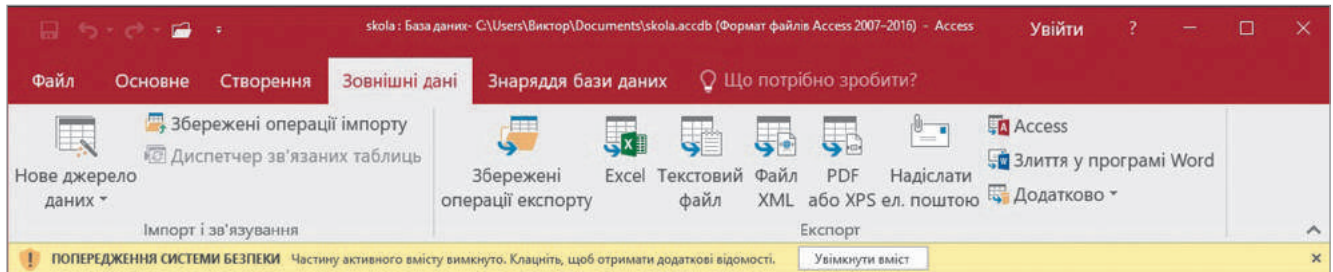 skola : База даних- C:\Users\Виктор\Documents\skola.accdb (Формат файлів Access 2007–2016) – Access Увійти ?
Файл Основне Створення Зовнішні дані Знаряддя бази даних Що потрібно зробити?
Нове джерело даних
Збережені операції імпорту
Диспетчер зв'язаних таблиць
Імпорт і зв'язування
Збережені
операції експорту
Excel
Текстовий
файл
Файл
XML
PDF
або XPS
Надіслати
ел. поштою
Access
Злиття у програмі Word
Додатково
Експорт
ПОПЕРЕДЖЕННЯ СИСТЕМИ БЕЗПЕКИ Частину активного вмісту вимкнуто. Клацніть, щоб отримати додаткові відомості. Увімкнути вміст